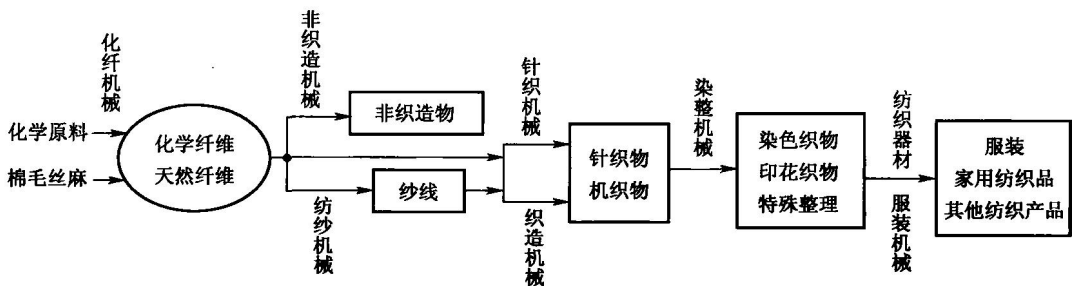 化纤机械
化学原料
棉毛丝麻
化学纤维
天然纤维
非织造机械
非织造物
纺纱机械
纱线
针织机械
织造机械
针织物
机织物
染整机械
染色织物
印花织物
特殊整理
纺织器材
服装机械
服装
家用纺织品
其他纺织产品